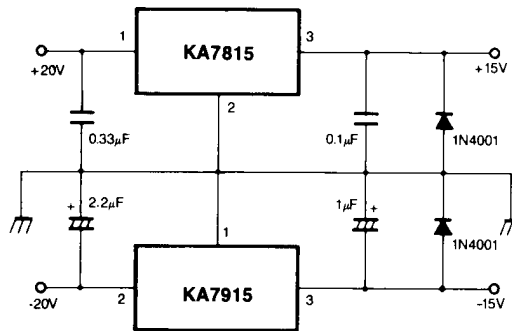 1
KA7815
3
+20V
+15V
2
0.33µF
0.1µF
1N4001
+
2.2µF
1µF
+
1
1N4001
-20V
2
KA7915
3
-15V